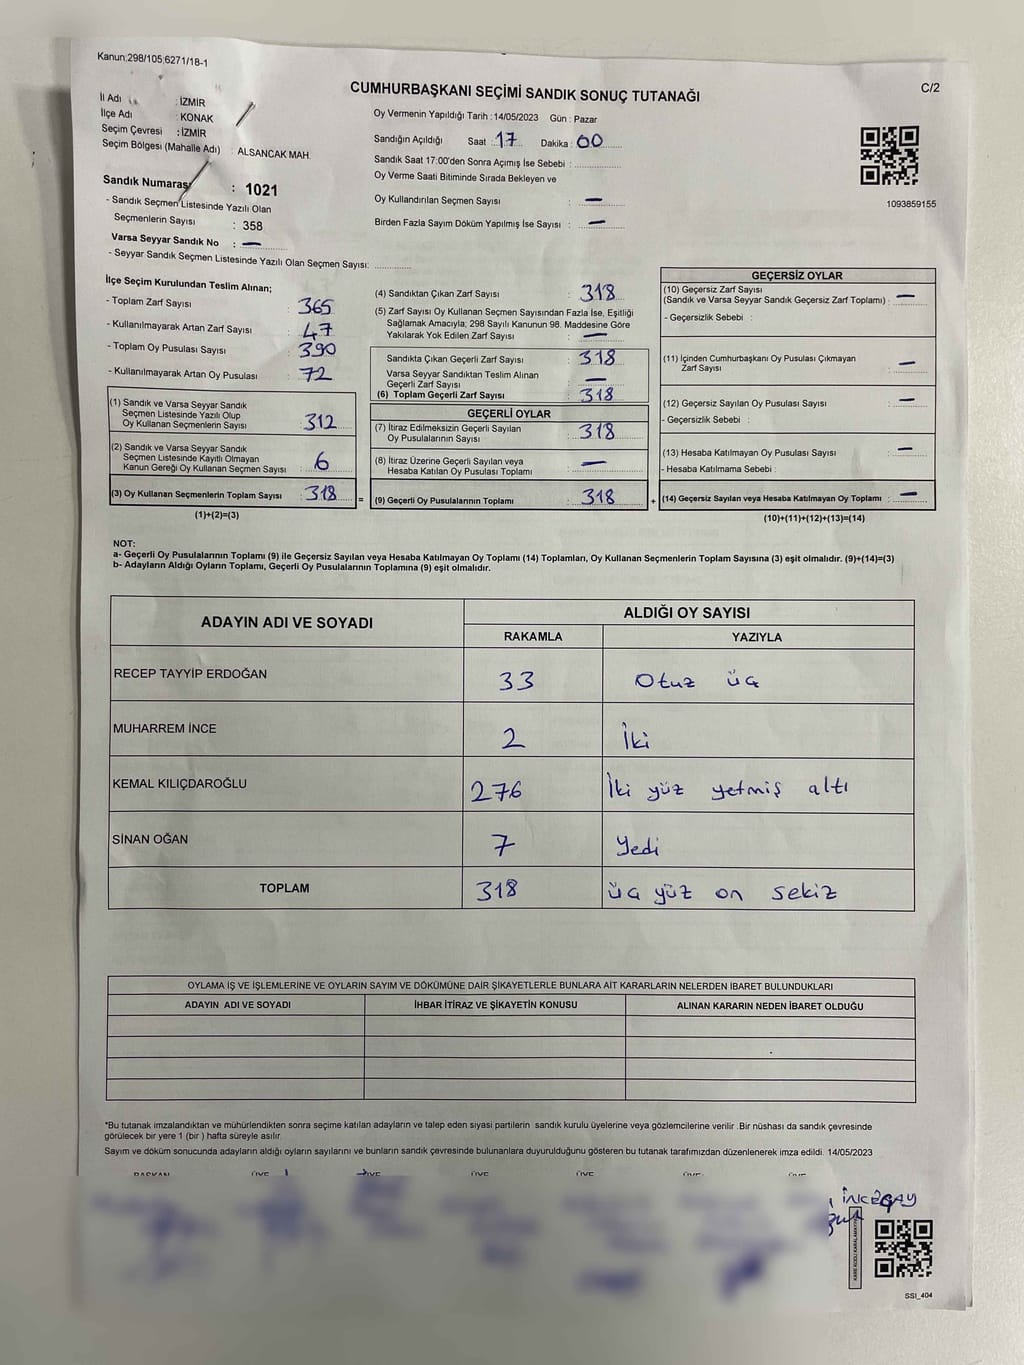 Kanun:298/105;6271/18-1
C/2
CUMHURBAŞKANI SEÇİMİ SANDIK SONUÇ TUTANAĞI
İl Adı : İZMİR
İlçe Adı : KONAK
Seçim Çevresi : İZMİR
Seçim Bölgesi (Mahalle Adı) : ALSANCAK MAH.
Sandık Numarası : 1021
- Sandık Seçmen Listesinde Yazılı Olan
Seçmenlerin Sayısı : 358
Varsa Seyyar Sandık No : —
- Seyyar Sandık Seçmen Listesinde Yazılı Olan Seçmen Sayısı: ............
Oy Vermenin Yapıldığı Tarih : 14/05/2023 Gün : Pazar
Sandığın Açıldığı Saat : 17 Dakika : 00
Sandık Saat 17:00'den Sonra Açımış İse Sebebi : ............
Oy Verme Saati Bitiminde Sırada Bekleyen ve
Oy Kullandırılan Seçmen Sayısı : —
Birden Fazla Sayım Döküm Yapılmış İse Sayısı : —
1093859155
İlçe Seçim Kurulundan Teslim Alınan;
- Toplam Zarf Sayısı : 365
- Kullanılmayarak Artan Zarf Sayısı : 47
- Toplam Oy Pusulası Sayısı : 390
- Kullanılmayarak Artan Oy Pusulası : 72
(1) Sandık ve Varsa Seyyar Sandık
Seçmen Listesinde Yazılı Olup
Oy Kullanan Seçmenlerin Sayısı : 312
(2) Sandık ve Varsa Seyyar Sandık
Seçmen Listesinde Kayıtlı Olmayan
Kanun Gereği Oy Kullanan Seçmen Sayısı : 6
(3) Oy Kullanan Seçmenlerin Toplam Sayısı : 318 =
(1)+(2)=(3)
(4) Sandıktan Çıkan Zarf Sayısı : 318
(5) Zarf Sayısı Oy Kullanan Seçmen Sayısından Fazla İse, Eşitliği
Sağlamak Amacıyla, 298 Sayılı Kanunun 98. Maddesine Göre
Yakılarak Yok Edilen Zarf Sayısı : —
Sandıkta Çıkan Geçerli Zarf Sayısı : 318
Varsa Seyyar Sandıktan Teslim Alınan
Geçerli Zarf Sayısı : —
(6) Toplam Geçerli Zarf Sayısı : 318
GEÇERLİ OYLAR
(7) İtiraz Edilmeksizin Geçerli Sayılan
Oy Pusulalarının Sayısı : 318
(8) İtiraz Üzerine Geçerli Sayılan veya
Hesaba Katılan Oy Pusulası Toplamı : —
(9) Geçerli Oy Pusulalarının Toplamı : 318 +
GEÇERSİZ OYLAR
(10) Geçersiz Zarf Sayısı
(Sandık ve Varsa Seyyar Sandık Geçersiz Zarf Toplamı) : —
- Geçersizlik Sebebi :
(11) İçinden Cumhurbaşkanı Oy Pusulası Çıkmayan
Zarf Sayısı : —
(12) Geçersiz Sayılan Oy Pusulası Sayısı : —
- Geçersizlik Sebebi :
(13) Hesaba Katılmayan Oy Pusulası Sayısı : —
- Hesaba Katılmama Sebebi :
(14) Geçersiz Sayılan veya Hesaba Katılmayan Oy Toplamı : —
(10)+(11)+(12)+(13)=(14)
NOT:
a- Geçerli Oy Pusulalarının Toplamı (9) ile Geçersiz Sayılan veya Hesaba Katılmayan Oy Toplamı (14) Toplamları, Oy Kullanan Seçmenlerin Toplam Sayısına (3) eşit olmalıdır. (9)+(14)=(3)
b- Adayların Aldığı Oyların Toplamı, Geçerli Oy Pusulalarının Toplamına (9) eşit olmalıdır.
ADAYIN ADI VE SOYADI
ALDIĞI OY SAYISI
RAKAMLA YAZIYLA
RECEP TAYYİP ERDOĞAN 33 Otuz üç
MUHARREM İNCE 2 İki
KEMAL KILIÇDAROĞLU 276 İki yüz yetmiş altı
SİNAN OĞAN 7 Yedi
TOPLAM 318 üç yüz on sekiz
OYLAMA İŞ VE İŞLEMLERİNE VE OYLARIN SAYIM VE DÖKÜMÜNE DAİR ŞİKAYETLERLE BUNLARA AİT KARARLARIN NELERDEN İBARET BULUNDUKLARI
ADAYIN ADI VE SOYADI İHBAR İTİRAZ VE ŞİKAYETİN KONUSU ALINAN KARARIN NEDEN İBARET OLDUĞU
*Bu tutanak imzalandıktan ve mühürlendikten sonra seçime katılan adayların ve talep eden siyasi partilerin sandık kurulu üyelerine veya gözlemcilerine verilir .Bir nüshası da sandık çevresinde
görülecek bir yere 1 (bir ) hafta süreyle asılır.
Sayım ve döküm sonucunda adayların aldığı oyların sayılarını ve bunların sandık çevresinde bulunanlara duyurulduğunu gösteren bu tutanak tarafımızdan düzenlenerek imza edildi. 14/05/2023
BAŞKAN ÜYE ÜYE ÜYE ÜYE ÜYE ÜYE
SSI_404